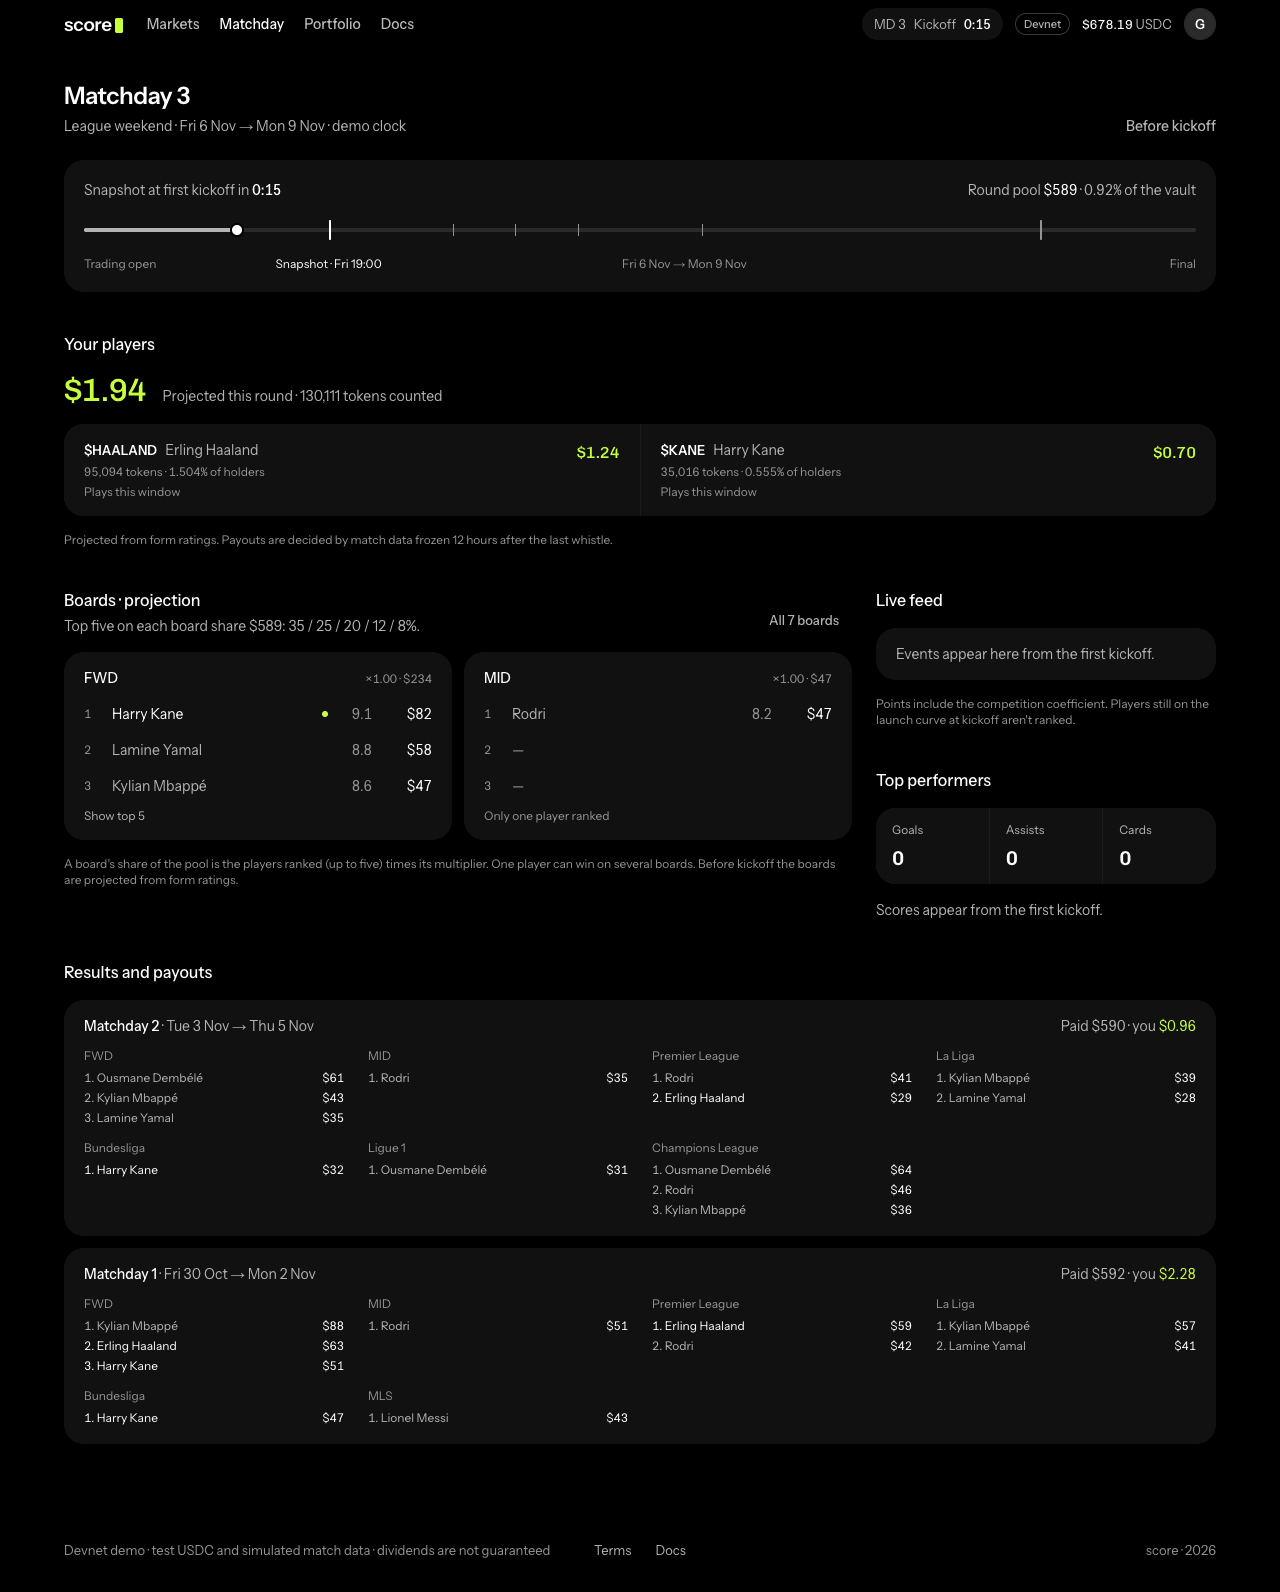 score Markets Matchday Portfolio Docs MD 3 Kickoff 0:15 Devnet $678.19 USDC G
Matchday 3
League weekend · Fri 6 Nov → Mon 9 Nov · demo clock Before kickoff
Snapshot at first kickoff in 0:15 Round pool $589 · 0.92% of the vault
Trading open Snapshot · Fri 19:00 Fri 6 Nov → Mon 9 Nov Final
Your players
$1.94 Projected this round · 130,111 tokens counted
$HAALAND Erling Haaland $1.24
95,094 tokens · 1.504% of holders
Plays this window
$KANE Harry Kane $0.70
35,016 tokens · 0.555% of holders
Plays this window
Projected from form ratings. Payouts are decided by match data frozen 12 hours after the last whistle.
Boards · projection
Top five on each board share $589: 35 / 25 / 20 / 12 / 8%. All 7 boards
FWD ×1.00 · $234
1 Harry Kane 9.1 $82
2 Lamine Yamal 8.8 $58
3 Kylian Mbappé 8.6 $47
Show top 5
MID ×1.00 · $47
1 Rodri 8.2 $47
2 —
3 —
Only one player ranked
A board's share of the pool is the players ranked (up to five) times its multiplier. One player can win on several boards. Before kickoff the boards
are projected from form ratings.
Live feed
Events appear here from the first kickoff.
Points include the competition coefficient. Players still on the
launch curve at kickoff aren't ranked.
Top performers
Goals Assists Cards
0 0 0
Scores appear from the first kickoff.
Results and payouts
Matchday 2 · Tue 3 Nov → Thu 5 Nov Paid $590 · you $0.96
FWD
1. Ousmane Dembélé $61
2. Kylian Mbappé $43
3. Lamine Yamal $35
MID
1. Rodri $35
Premier League
1. Rodri $41
2. Erling Haaland $29
La Liga
1. Kylian Mbappé $39
2. Lamine Yamal $28
Bundesliga
1. Harry Kane $32
Ligue 1
1. Ousmane Dembélé $31
Champions League
1. Ousmane Dembélé $64
2. Rodri $46
3. Kylian Mbappé $36
Matchday 1 · Fri 30 Oct → Mon 2 Nov Paid $592 · you $2.28
FWD
1. Kylian Mbappé $88
2. Erling Haaland $63
3. Harry Kane $51
MID
1. Rodri $51
Premier League
1. Erling Haaland $59
2. Rodri $42
La Liga
1. Kylian Mbappé $57
2. Lamine Yamal $41
Bundesliga
1. Harry Kane $47
MLS
1. Lionel Messi $43
Devnet demo · test USDC and simulated match data · dividends are not guaranteed Terms Docs score · 2026